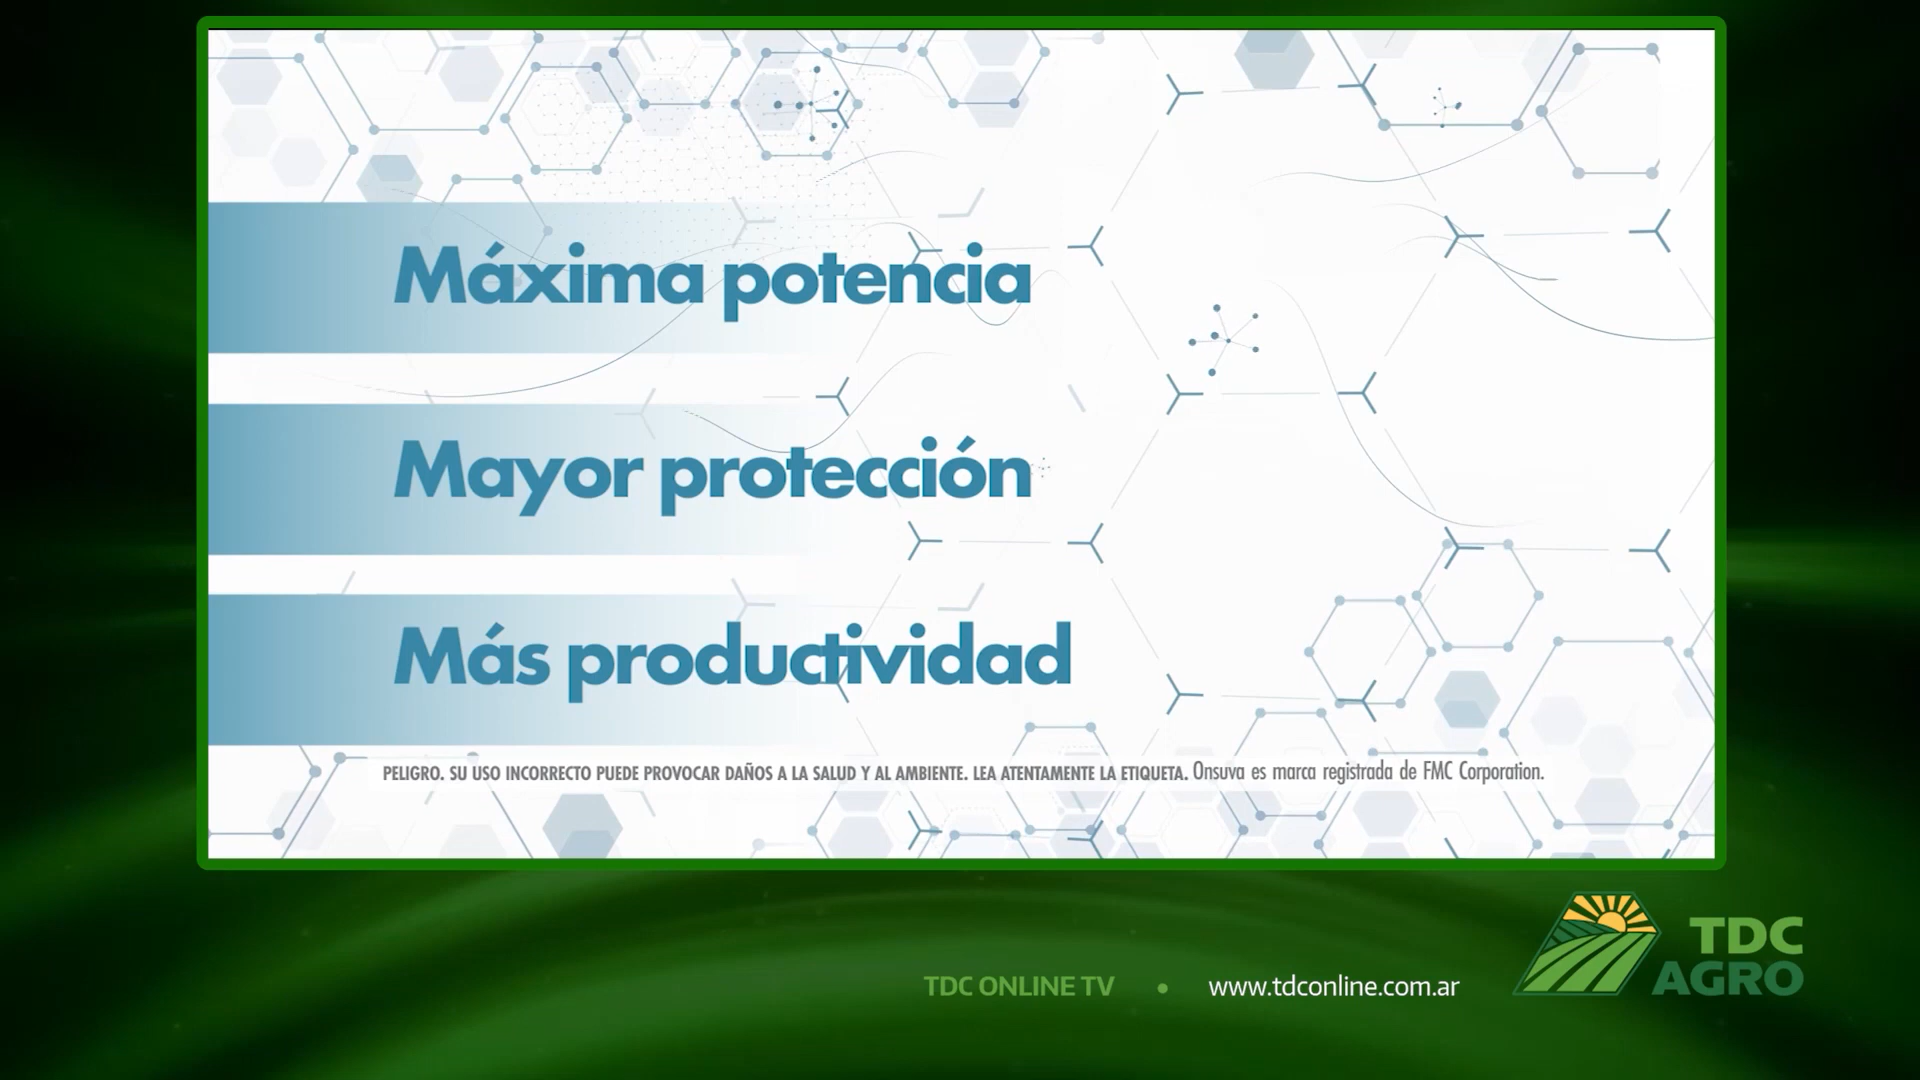 Máxima potencia
Mayor protección
Más productividad
PELIGRO. SU USO INCORRECTO PUEDE PROVOCAR DAÑOS A LA SALUD Y AL AMBIENTE. LEA ATENTAMENTE LA ETIQUETA. Onsuva es marca registrada de FMC Corporation.
TDC
AGRO
TDC ONLINE TV • www.tdconline.com.ar